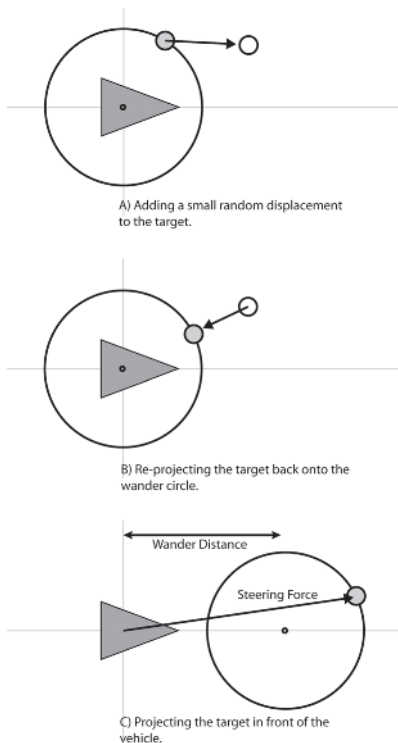 A) Adding a small random displacement
to the target.
B) Re-projecting the target back onto the
wander circle.
Wander Distance
Steering Force
C) Projecting the target in front of the
vehicle.